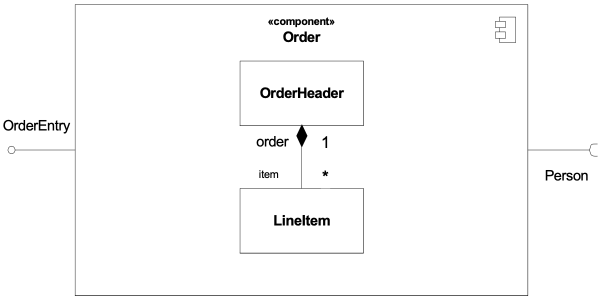 «component»
Order
OrderHeader
OrderEntry
order 1
item *
Person
LineItem